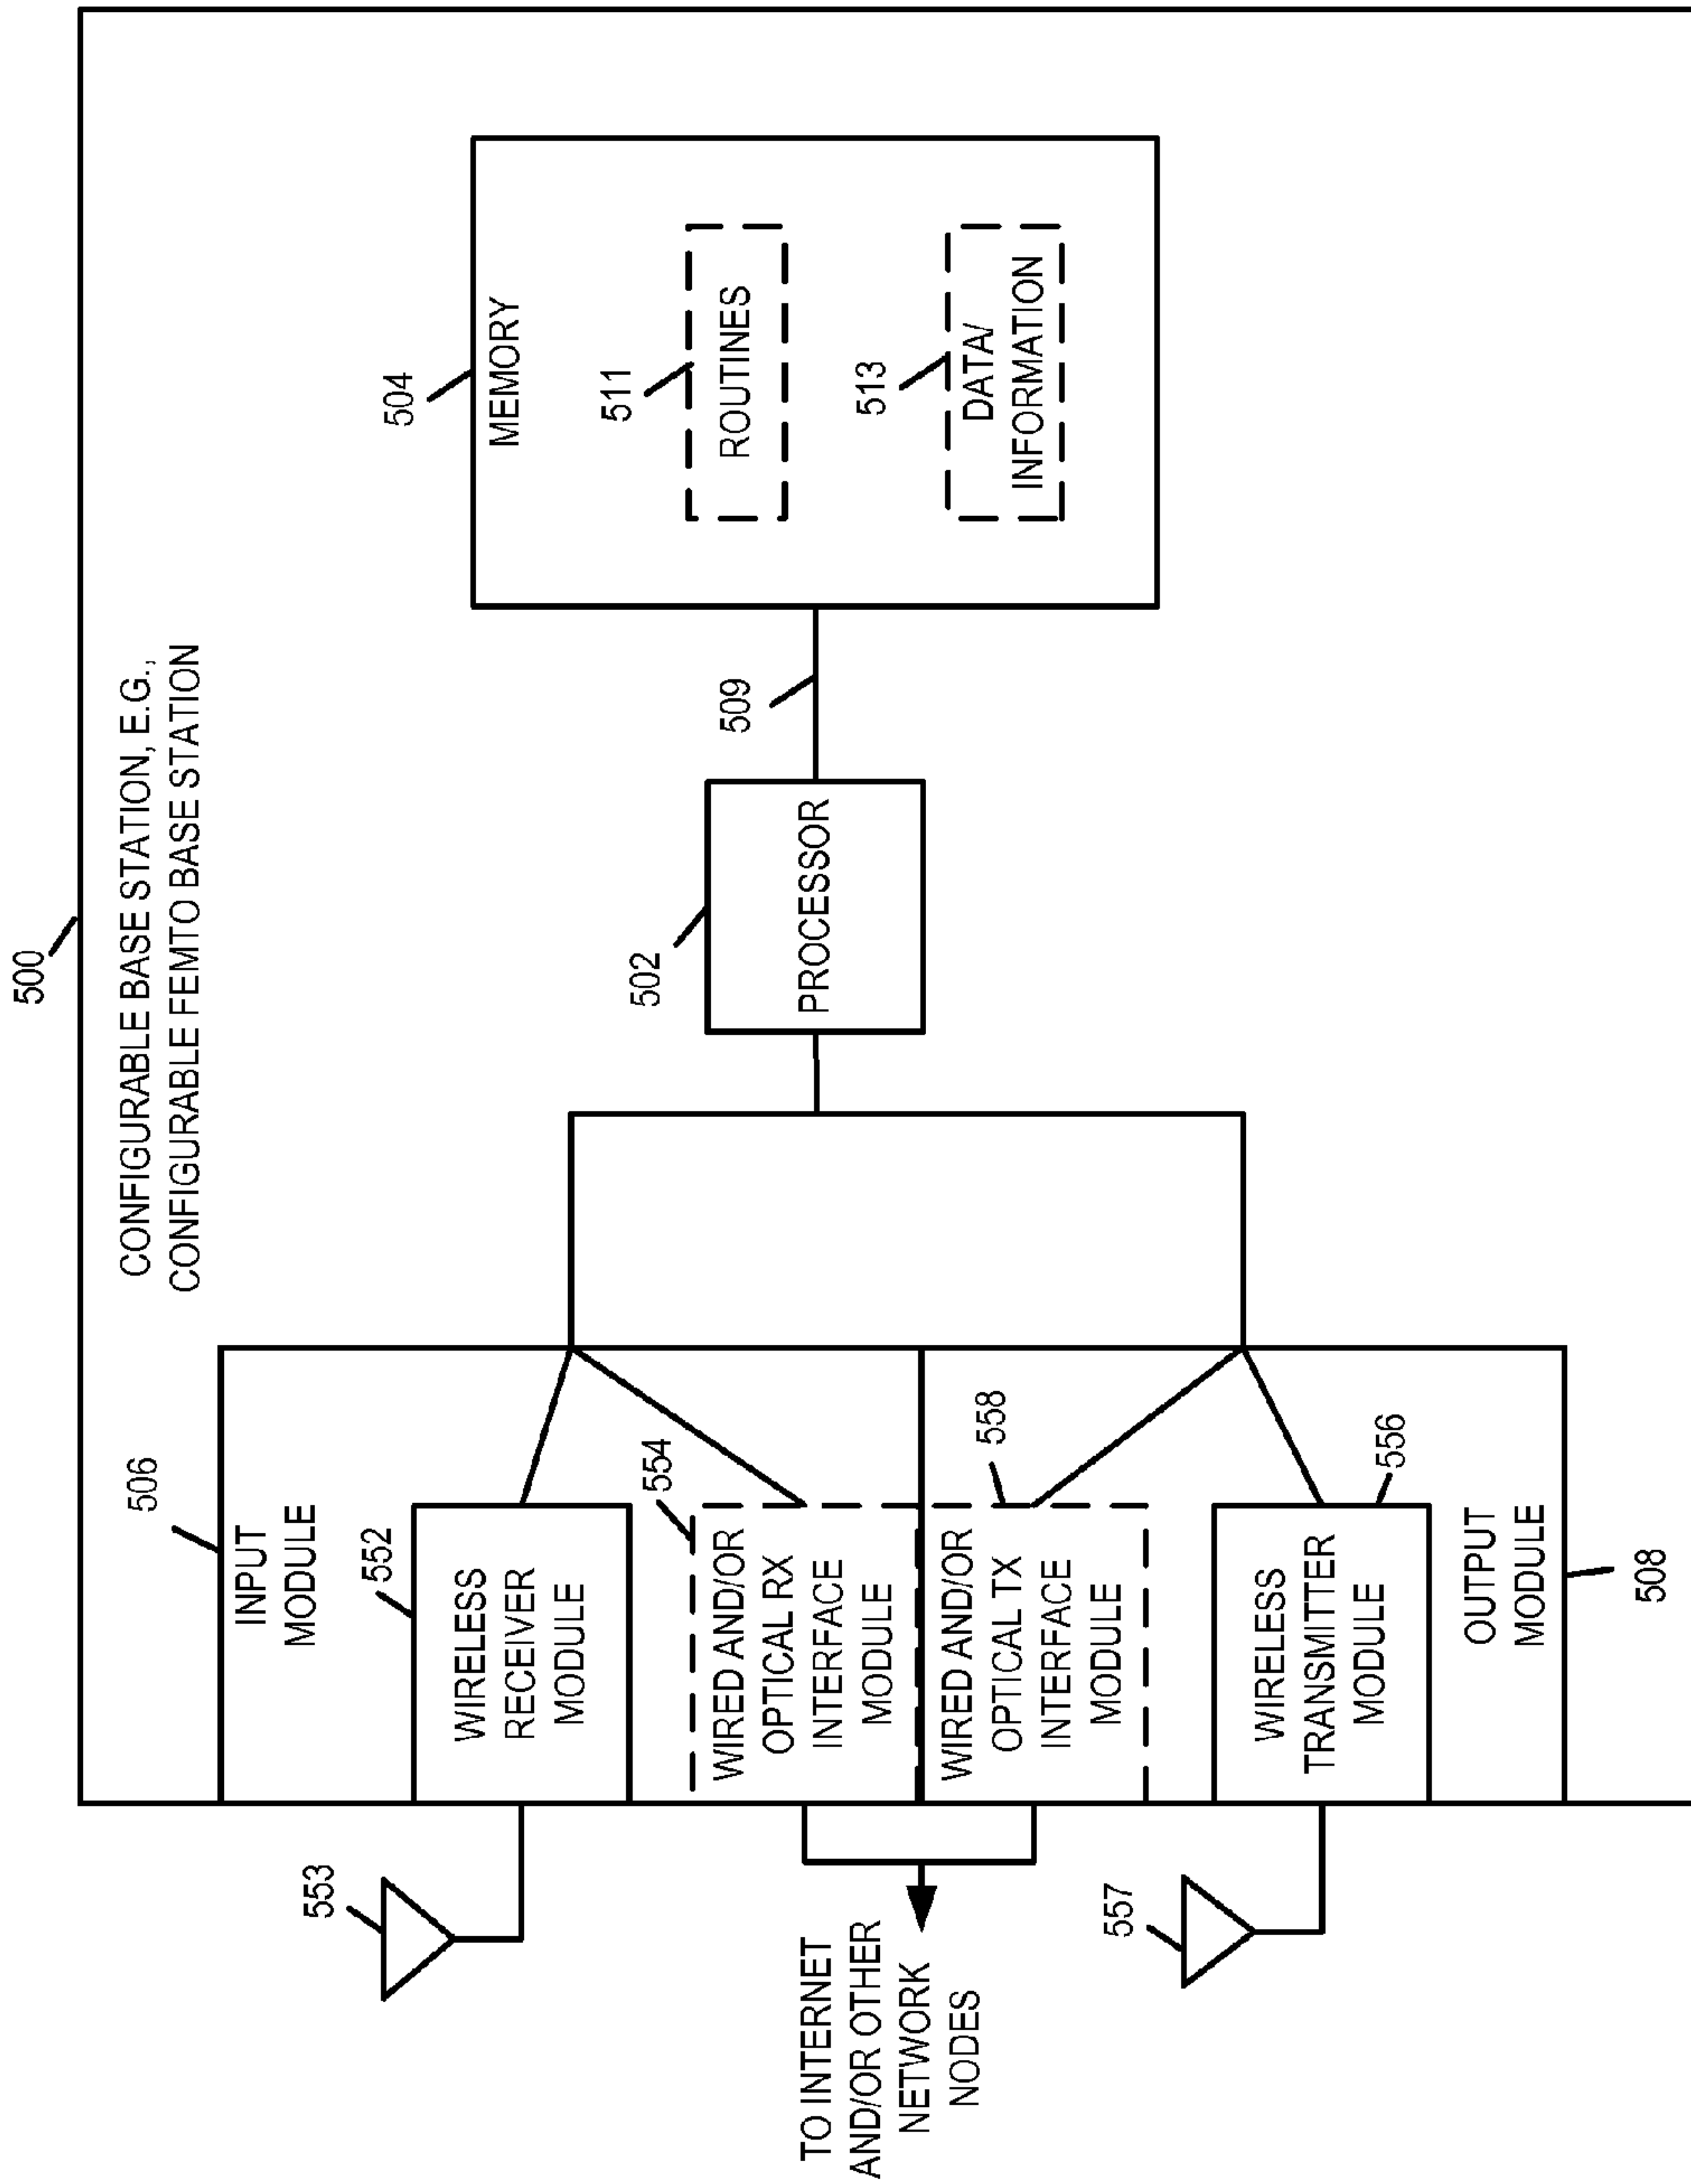 500
CONFIGURABLE BASE STATION, E.G.,
CONFIGURABLE FEMTO BASE STATION
506
INPUT
MODULE
553
552
WIRELESS
RECEIVER
MODULE
554
WIRED AND/OR
OPTICAL RX
INTERFACE
MODULE
TO INTERNET
AND/OR OTHER
NETWORK
NODES
558
WIRED AND/OR
OPTICAL TX
INTERFACE
MODULE
557
556
WIRELESS
TRANSMITTER
MODULE
OUTPUT
MODULE
508
502
PROCESSOR
509
504
MEMORY
511
ROUTINES
513
DATA/
INFORMATION